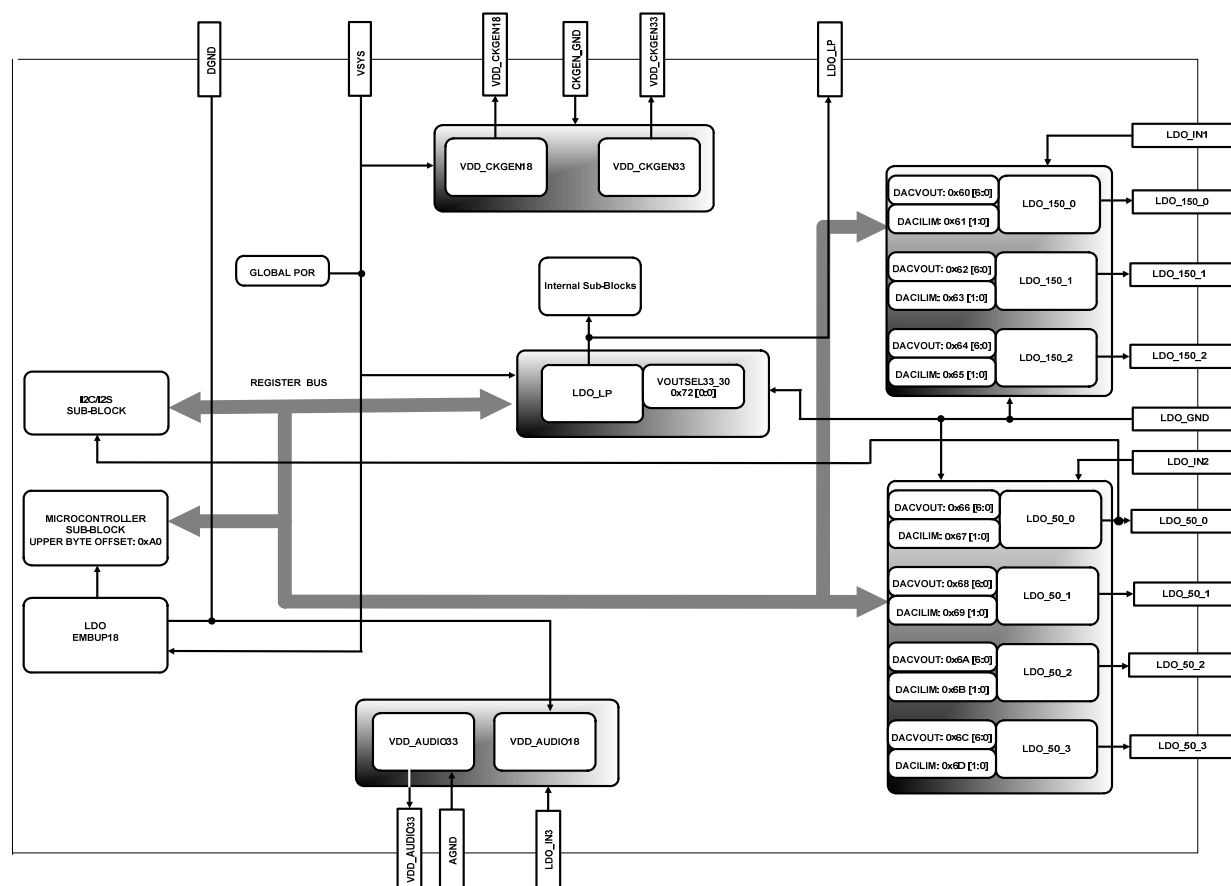 DGND
VSYS
VDD_CKGEN18
CKGEN_GND
VDD_CKGEN33
LDO_LP
VDD_CKGEN18
VDD_CKGEN33
LDO_IN1
DACVOUT: 0x60 [6:0]
DACILIM: 0x61 [1:0]
LDO_150_0
LDO_150_0
GLOBAL POR
Internal Sub-Blocks
DACVOUT: 0x62 [6:0]
DACILIM: 0x63 [1:0]
LDO_150_1
LDO_150_1
DACVOUT: 0x64 [6:0]
DACILIM: 0x65 [1:0]
LDO_150_2
LDO_150_2
I2C/I2S
SUB-BLOCK
REGISTER BUS
LDO_LP
VOUTSEL33_30
0x72 [0:0]
LDO_GND
LDO_IN2
MICROCONTROLLER
SUB-BLOCK
UPPER BYTE OFFSET: 0xA0
DACVOUT: 0x66 [6:0]
DACILIM: 0x67 [1:0]
LDO_50_0
LDO_50_0
LDO
EMBUP18
DACVOUT: 0x68 [6:0]
DACILIM: 0x69 [1:0]
LDO_50_1
LDO_50_1
DACVOUT: 0x6A [6:0]
DACILIM: 0x6B [1:0]
LDO_50_2
LDO_50_2
VDD_AUDIO33
VDD_AUDIO18
DACVOUT: 0x6C [6:0]
DACILIM: 0x6D [1:0]
LDO_50_3
LDO_50_3
VDD_AUDIO33
AGND
LDO_IN3